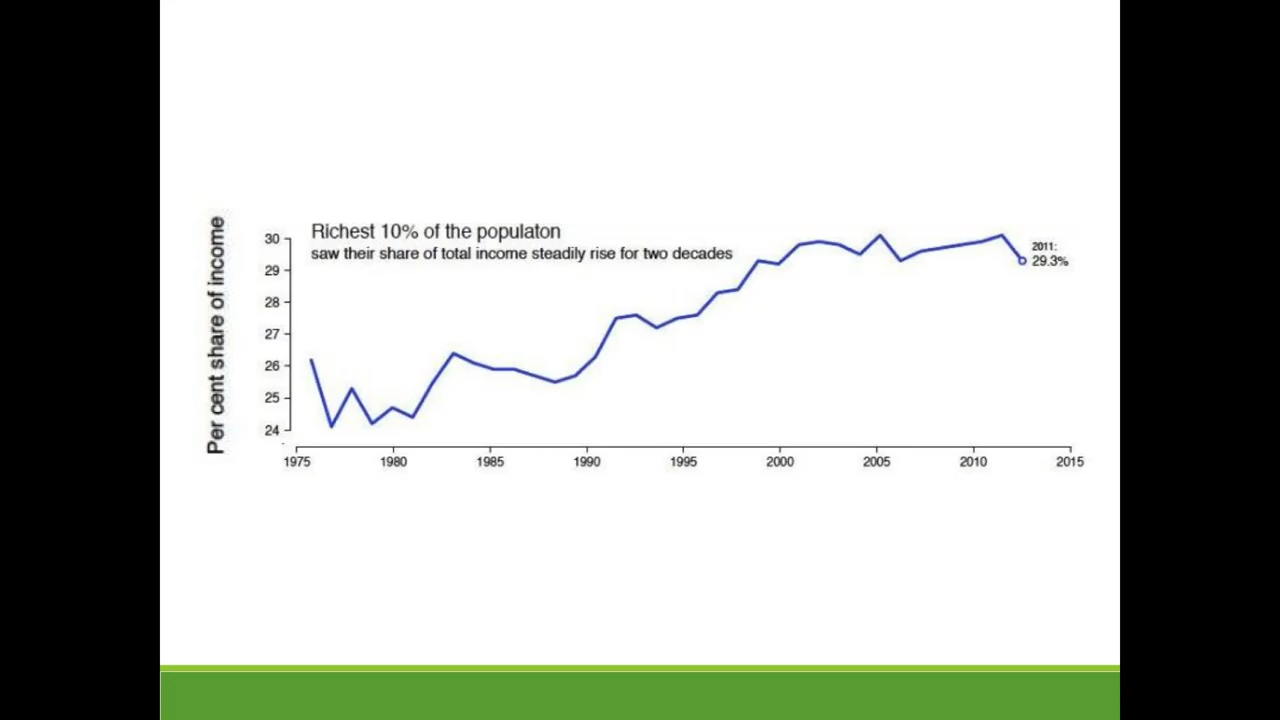 Richest 10% of the populaton
saw their share of total income steadily rise for two decades
Per cent share of income
30
29
28
27
26
25
24
2011:
29.3%
1975 1980 1985 1990 1995 2000 2005 2010 2015